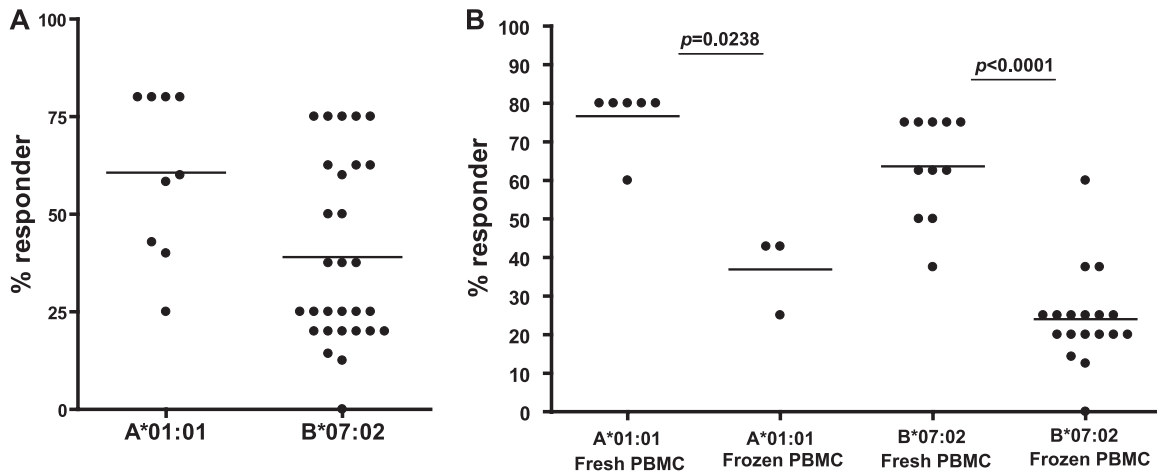 A
100
75
50
25
0
% responder
A*01:01
B*07:02
B
100
90
80
70
60
50
40
30
20
10
0
% responder
p=0.0238
p<0.0001
A*01:01
Fresh PBMC
A*01:01
Frozen PBMC
B*07:02
Fresh PBMC
B*07:02
Frozen PBMC